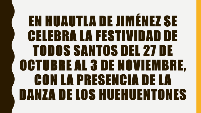 EN HUAUTLA DE JIMÉNEZ SE
CELEBRA LA FESTIVIDAD DE
TODOS SANTOS DEL 27 DE
OCTUBRE AL 3 DE NOVIEMBRE,
CON LA PRESENCIA DE LA
DANZA DE LOS HUEHUENTONES